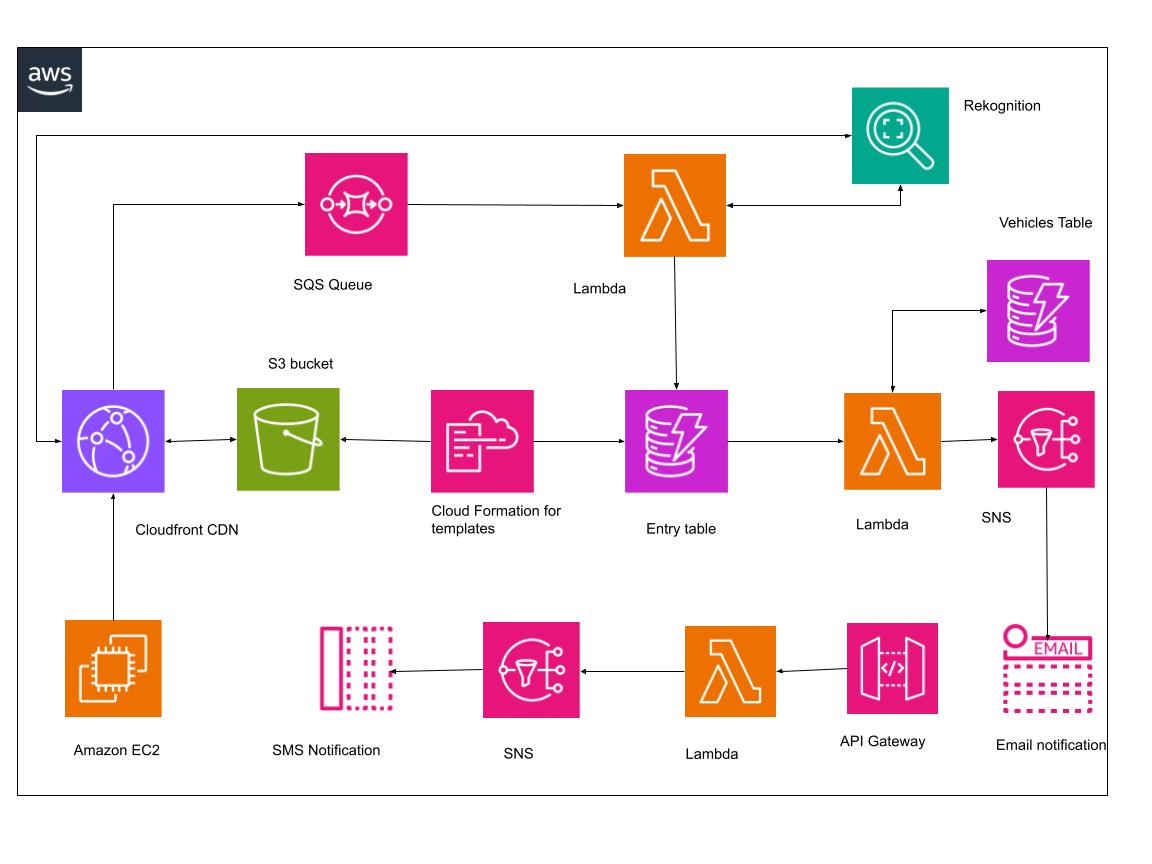 aws
Rekognition
Vehicles Table
SQS Queue
Lambda
S3 bucket
Cloud Formation for
templates
Cloudfront CDN
Entry table
Lambda
SNS
</>
EMAIL
Amazon EC2
SMS Notification
SNS
Lambda
API Gateway
Email notification